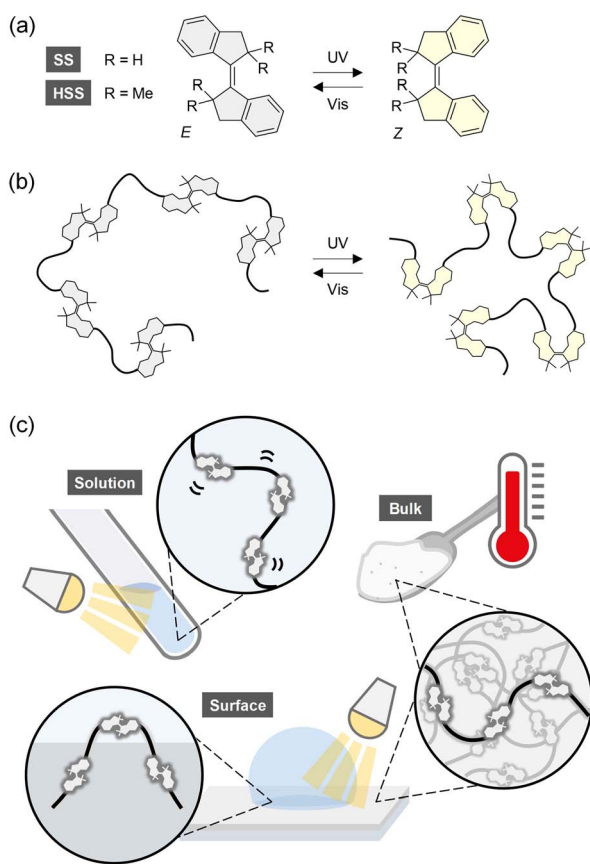 (a)
SS R = H
HSS R = Me
R
R
R
R
E
UV
Vis
R
R
R
R
Z
(b)
UV
Vis
(c)
Solution
Bulk
Surface